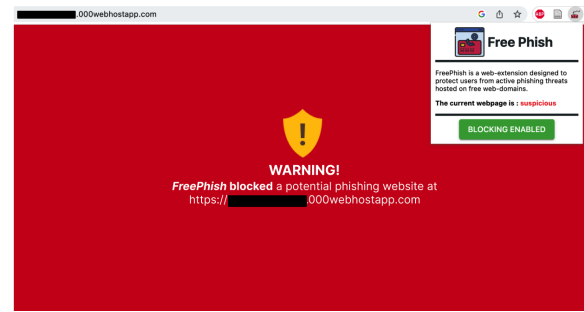 .000webhostapp.com
ABP
Free Phish
FreePhish is a web-extension designed to
protect users from active phishing threats
hosted on free web-domains.
The current webpage is : suspicious
BLOCKING ENABLED
!
WARNING!
FreePhish blocked a potential phishing website at
https:// .000webhostapp.com